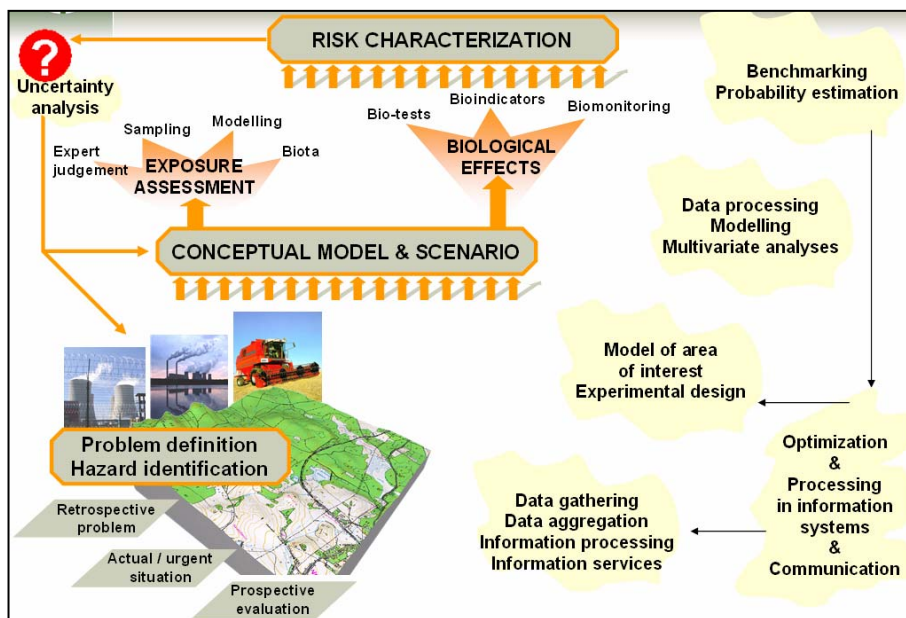 RISK CHARACTERIZATION
?
Uncertainty
analysis
Expert
judgement
Sampling
Modelling
Biota
EXPOSURE
ASSESSMENT
Bio-tests
Bioindicators
Biomonitoring
BIOLOGICAL
EFFECTS
CONCEPTUAL MODEL & SCENARIO
Problem definition
Hazard identification
Retrospective
problem
Actual / urgent
situation
Prospective
evaluation
Benchmarking
Probability estimation
Data processing
Modelling
Multivariate analyses
Model of area
of interest
Experimental design
Optimization
&
Processing
in information
systems
&
Communication
Data gathering
Data aggregation
Information processing
Information services